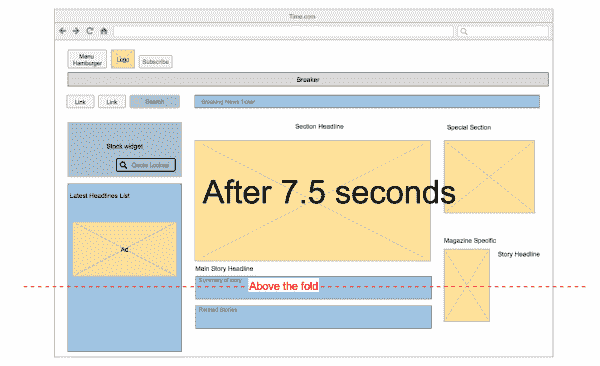 Time.com
Menu
Hamburger
Logo
Subscribe
Breaker
Link
Link
Search
Breaking News Ticker
Section Headline
Special Section
Stock widget
Quote Lookup
After 7.5 seconds
Latest Headlines List
Ad
Magazine Specific
Story Headline
Main Story Headline
Summary of story
Above the fold
Related Stories